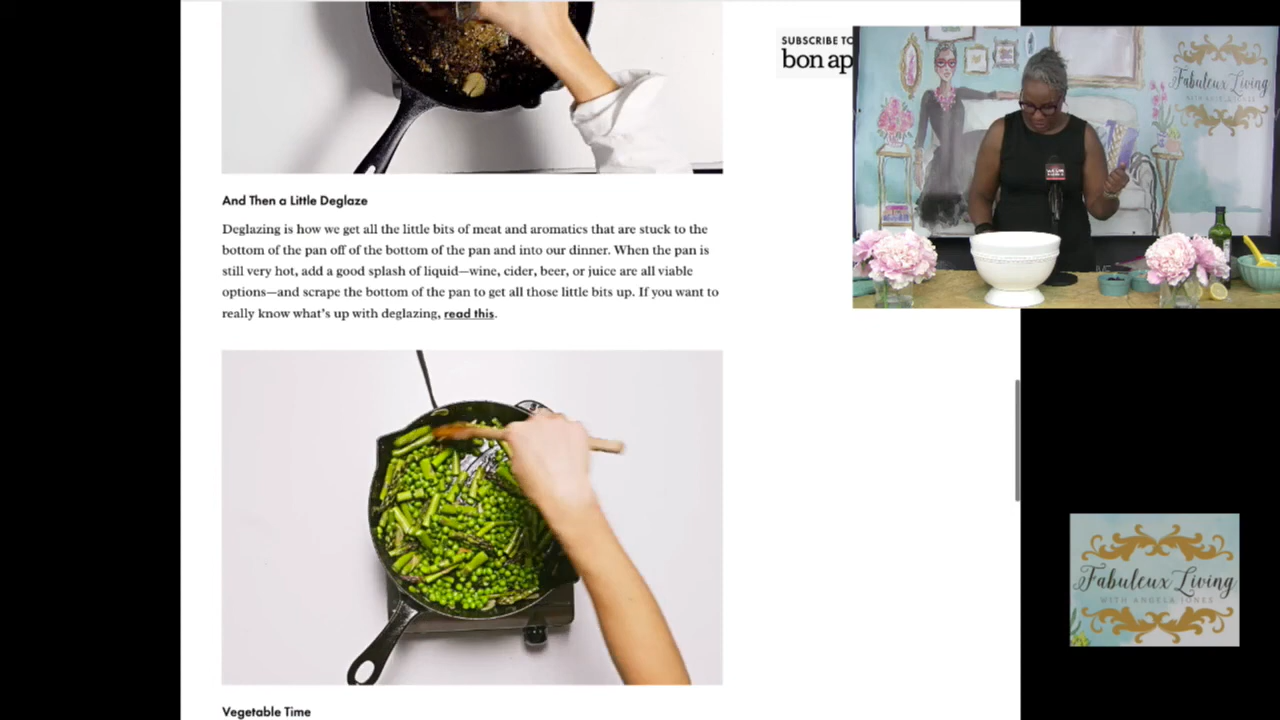 SUBSCRIBE TO
bon ap
Fabuleux Living
And Then a Little Deglaze
Deglazing is how we get all the little bits of meat and aromatics that are stuck to the
bottom of the pan off of the bottom of the pan and into our dinner. When the pan is
still very hot, add a good splash of liquid—wine, cider, beer, or juice are all viable
options—and scrape the bottom of the pan to get all those little bits up. If you want to
really know what's up with deglazing, read this.
Fabuleux Living
WITH ANGELA JONES
Vegetable Time